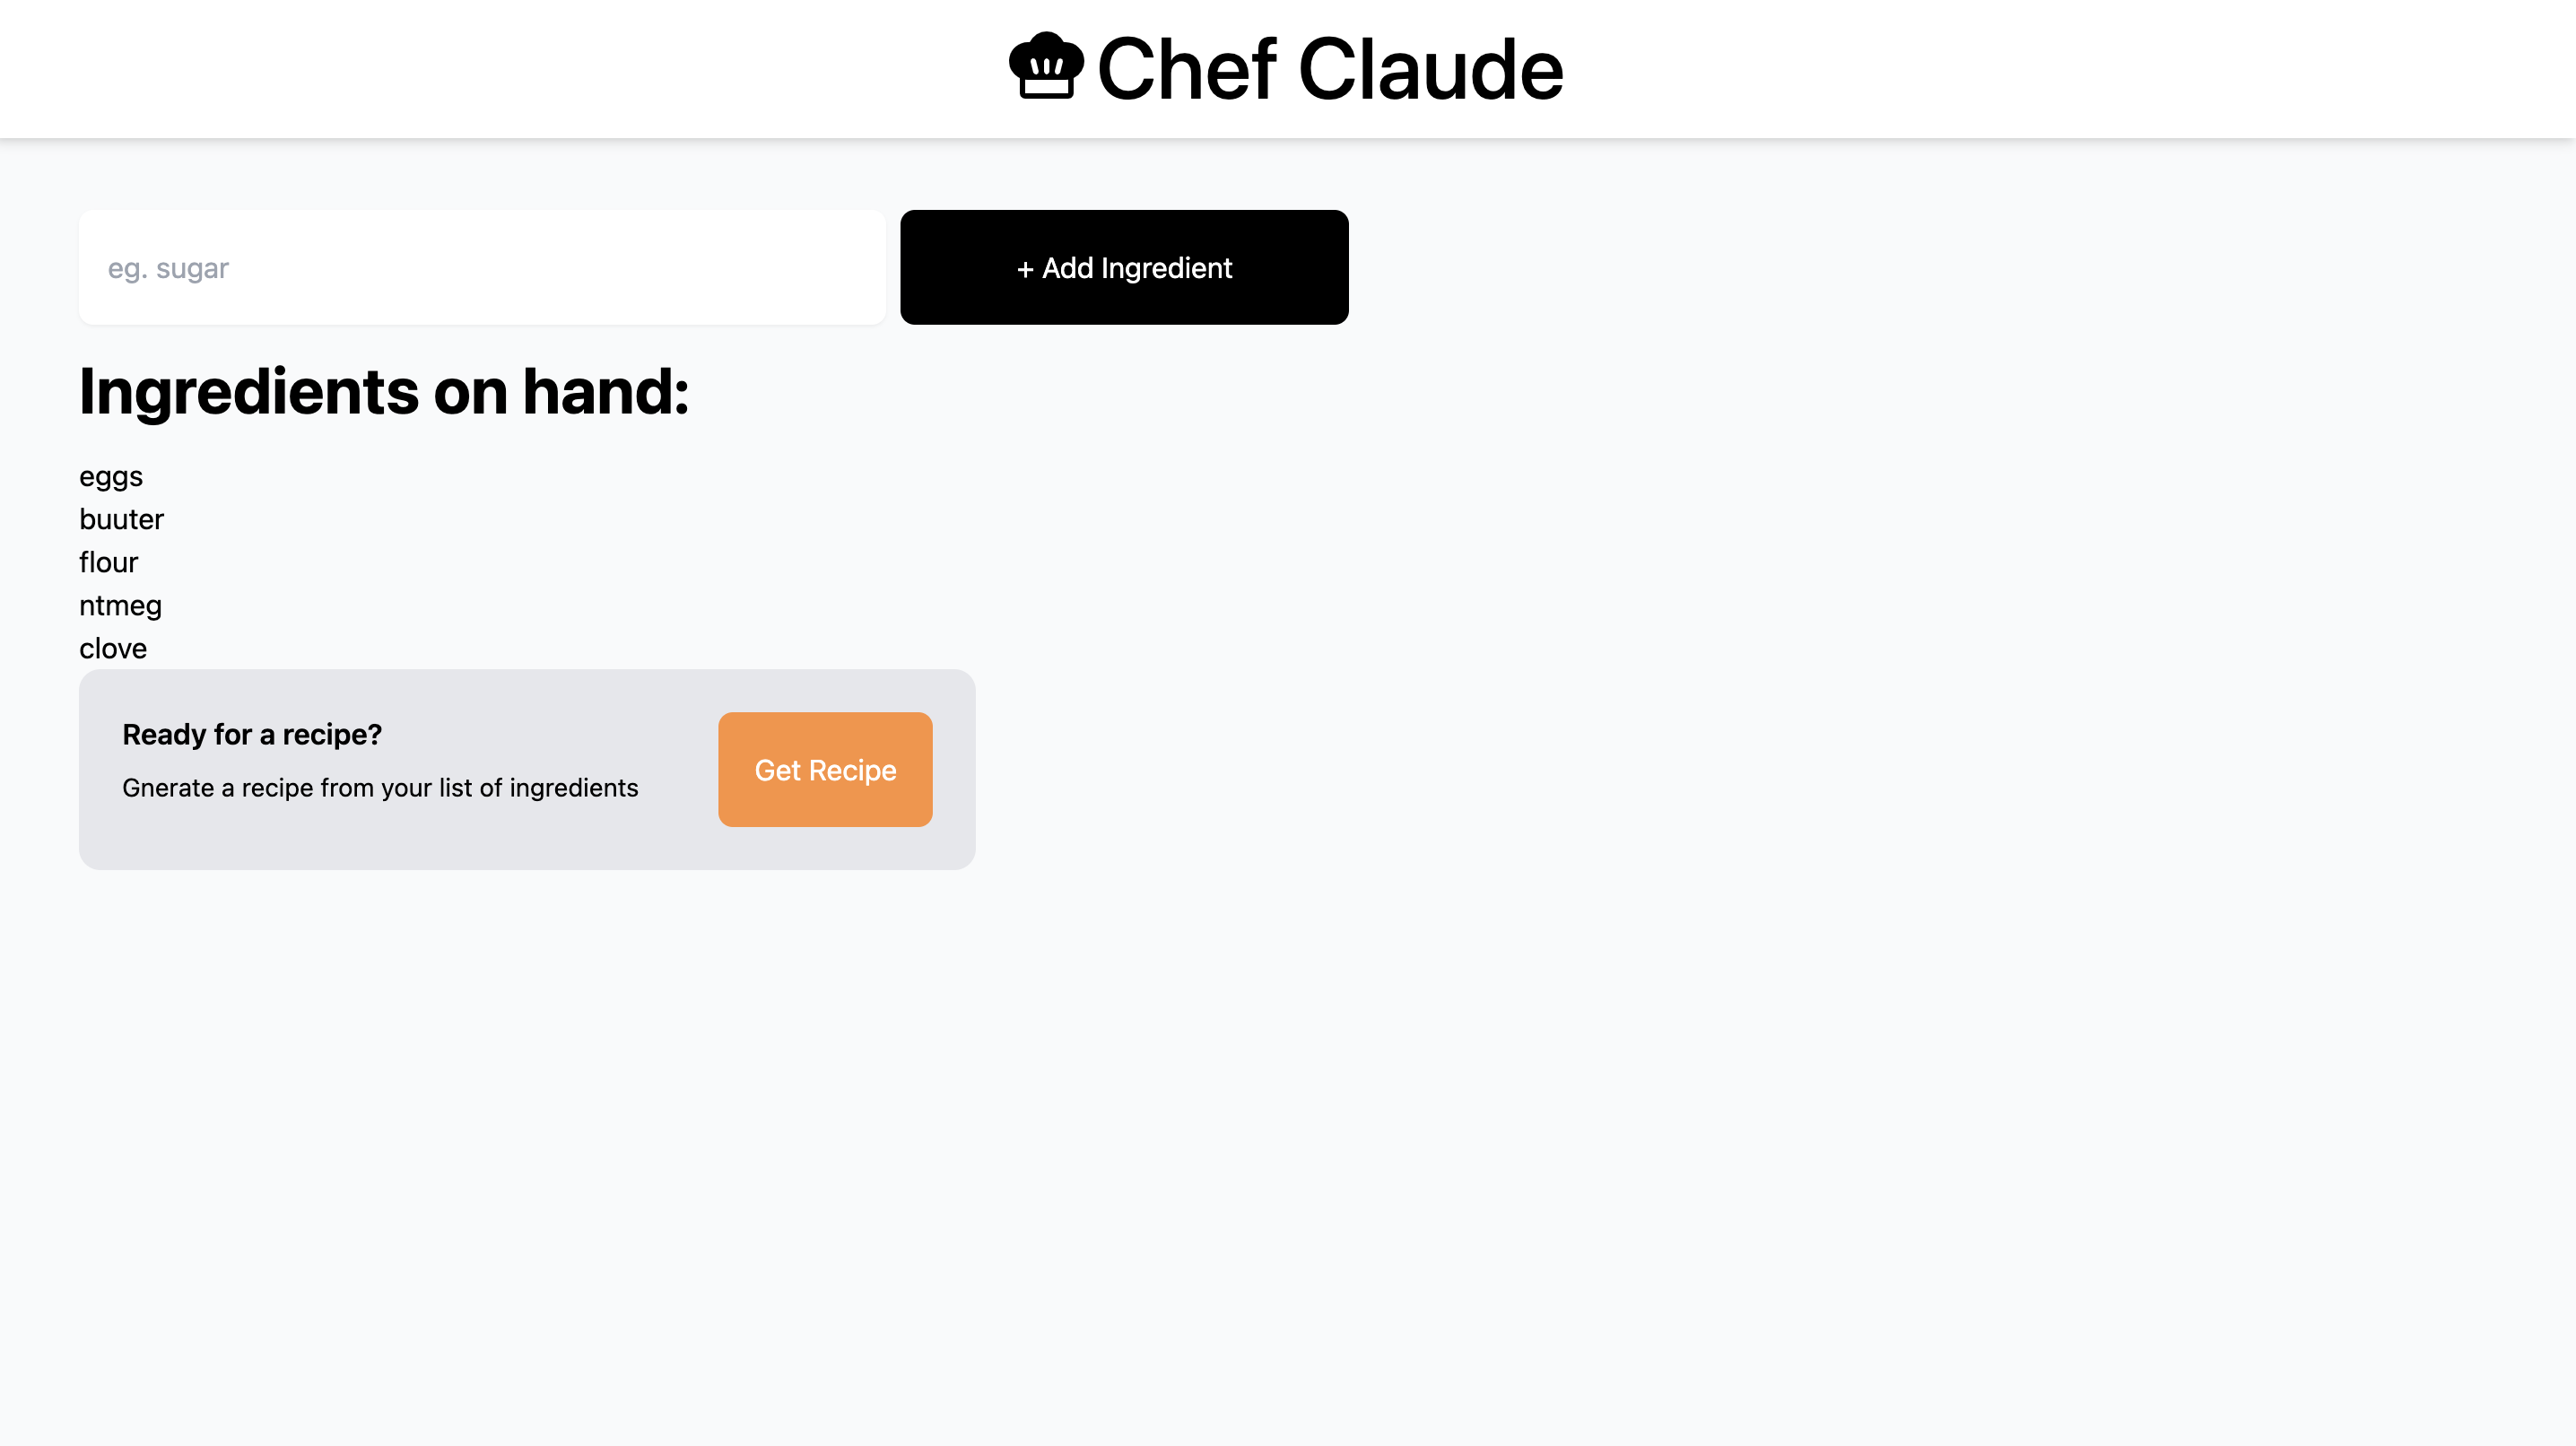 Chef Claude
eg. sugar
+ Add Ingredient
Ingredients on hand:
eggs
buuter
flour
ntmeg
clove
Ready for a recipe?
Gnerate a recipe from your list of ingredients
Get Recipe